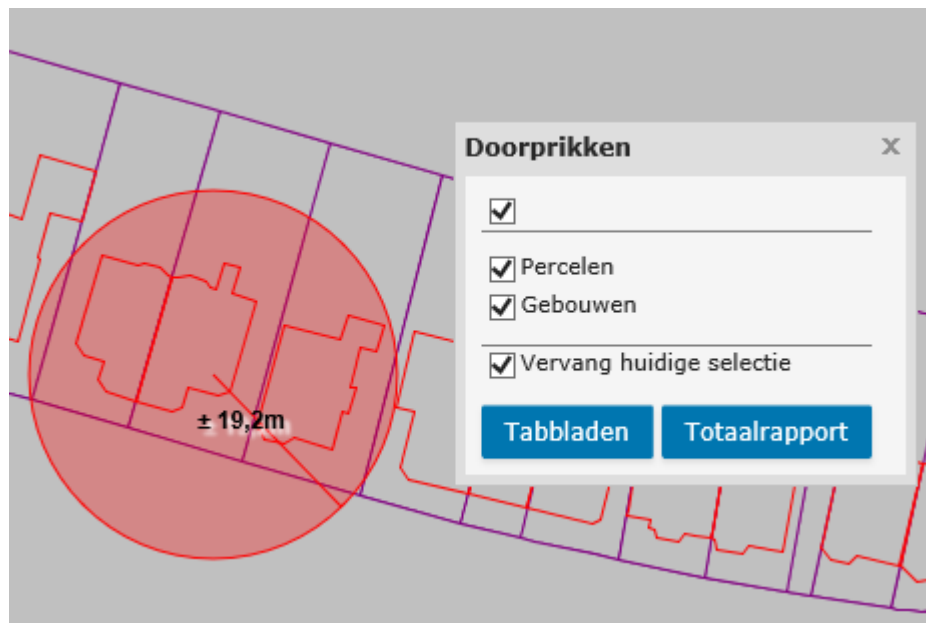 Doorprikken
Percelen
Gebouwen
± 19,2m
Vervang huidige selectie
Tabbladen Totaalrapport